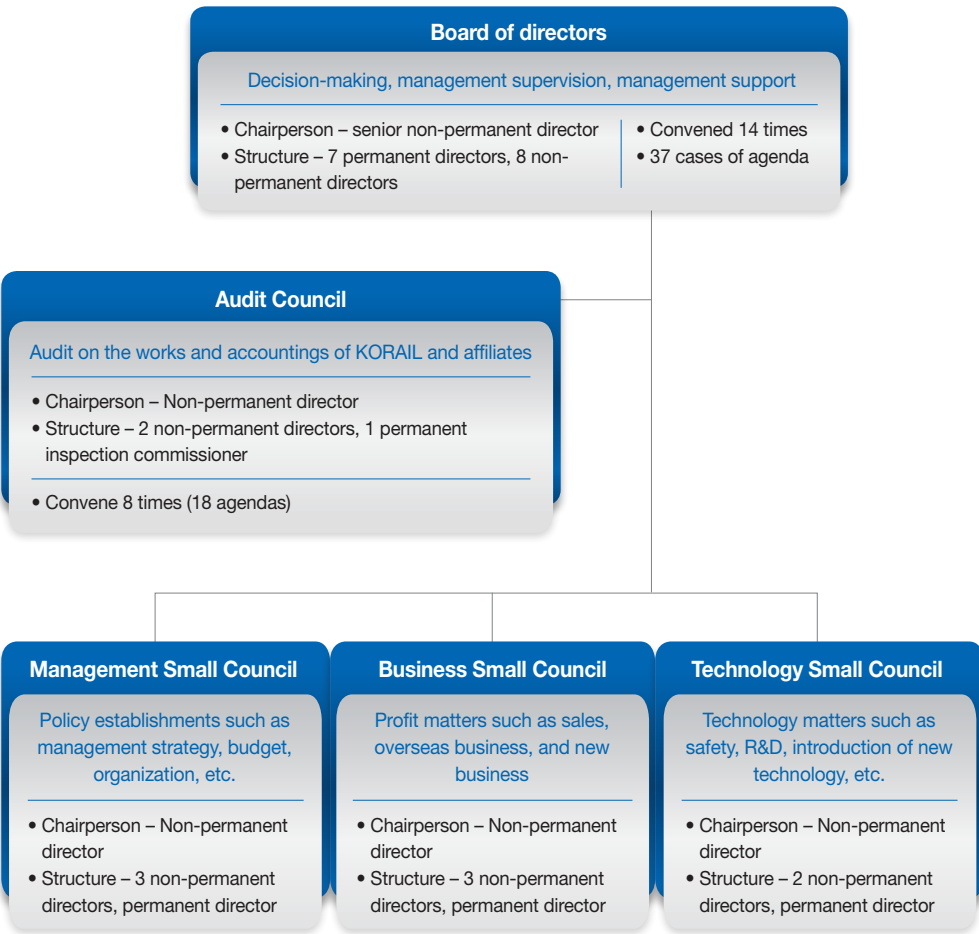 Board of directors
Decision-making, management supervision, management support
• Chairperson – senior non-permanent director
• Structure – 7 permanent directors, 8 non-
permanent directors
• Convened 14 times
• 37 cases of agenda
Audit Council
Audit on the works and accountings of KORAIL and affiliates
• Chairperson – Non-permanent director
• Structure – 2 non-permanent directors, 1 permanent
inspection commissioner
• Convene 8 times (18 agendas)
Management Small Council
Policy establishments such as
management strategy, budget,
organization, etc.
• Chairperson – Non-permanent
director
• Structure – 3 non-permanent
directors, permanent director
Business Small Council
Profit matters such as sales,
overseas business, and new
business
• Chairperson – Non-permanent
director
• Structure – 3 non-permanent
directors, permanent director
Technology Small Council
Technology matters such as
safety, R&D, introduction of new
technology, etc.
• Chairperson – Non-permanent
director
• Structure – 2 non-permanent
directors, permanent director